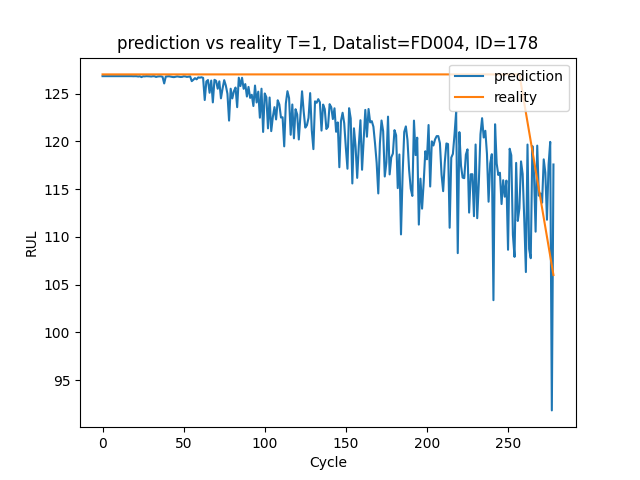 prediction vs reality T=1, Datalist=FD004, ID=178
prediction
reality
RUL
125
120
115
110
105
100
95
0
50
100
150
200
250
Cycle